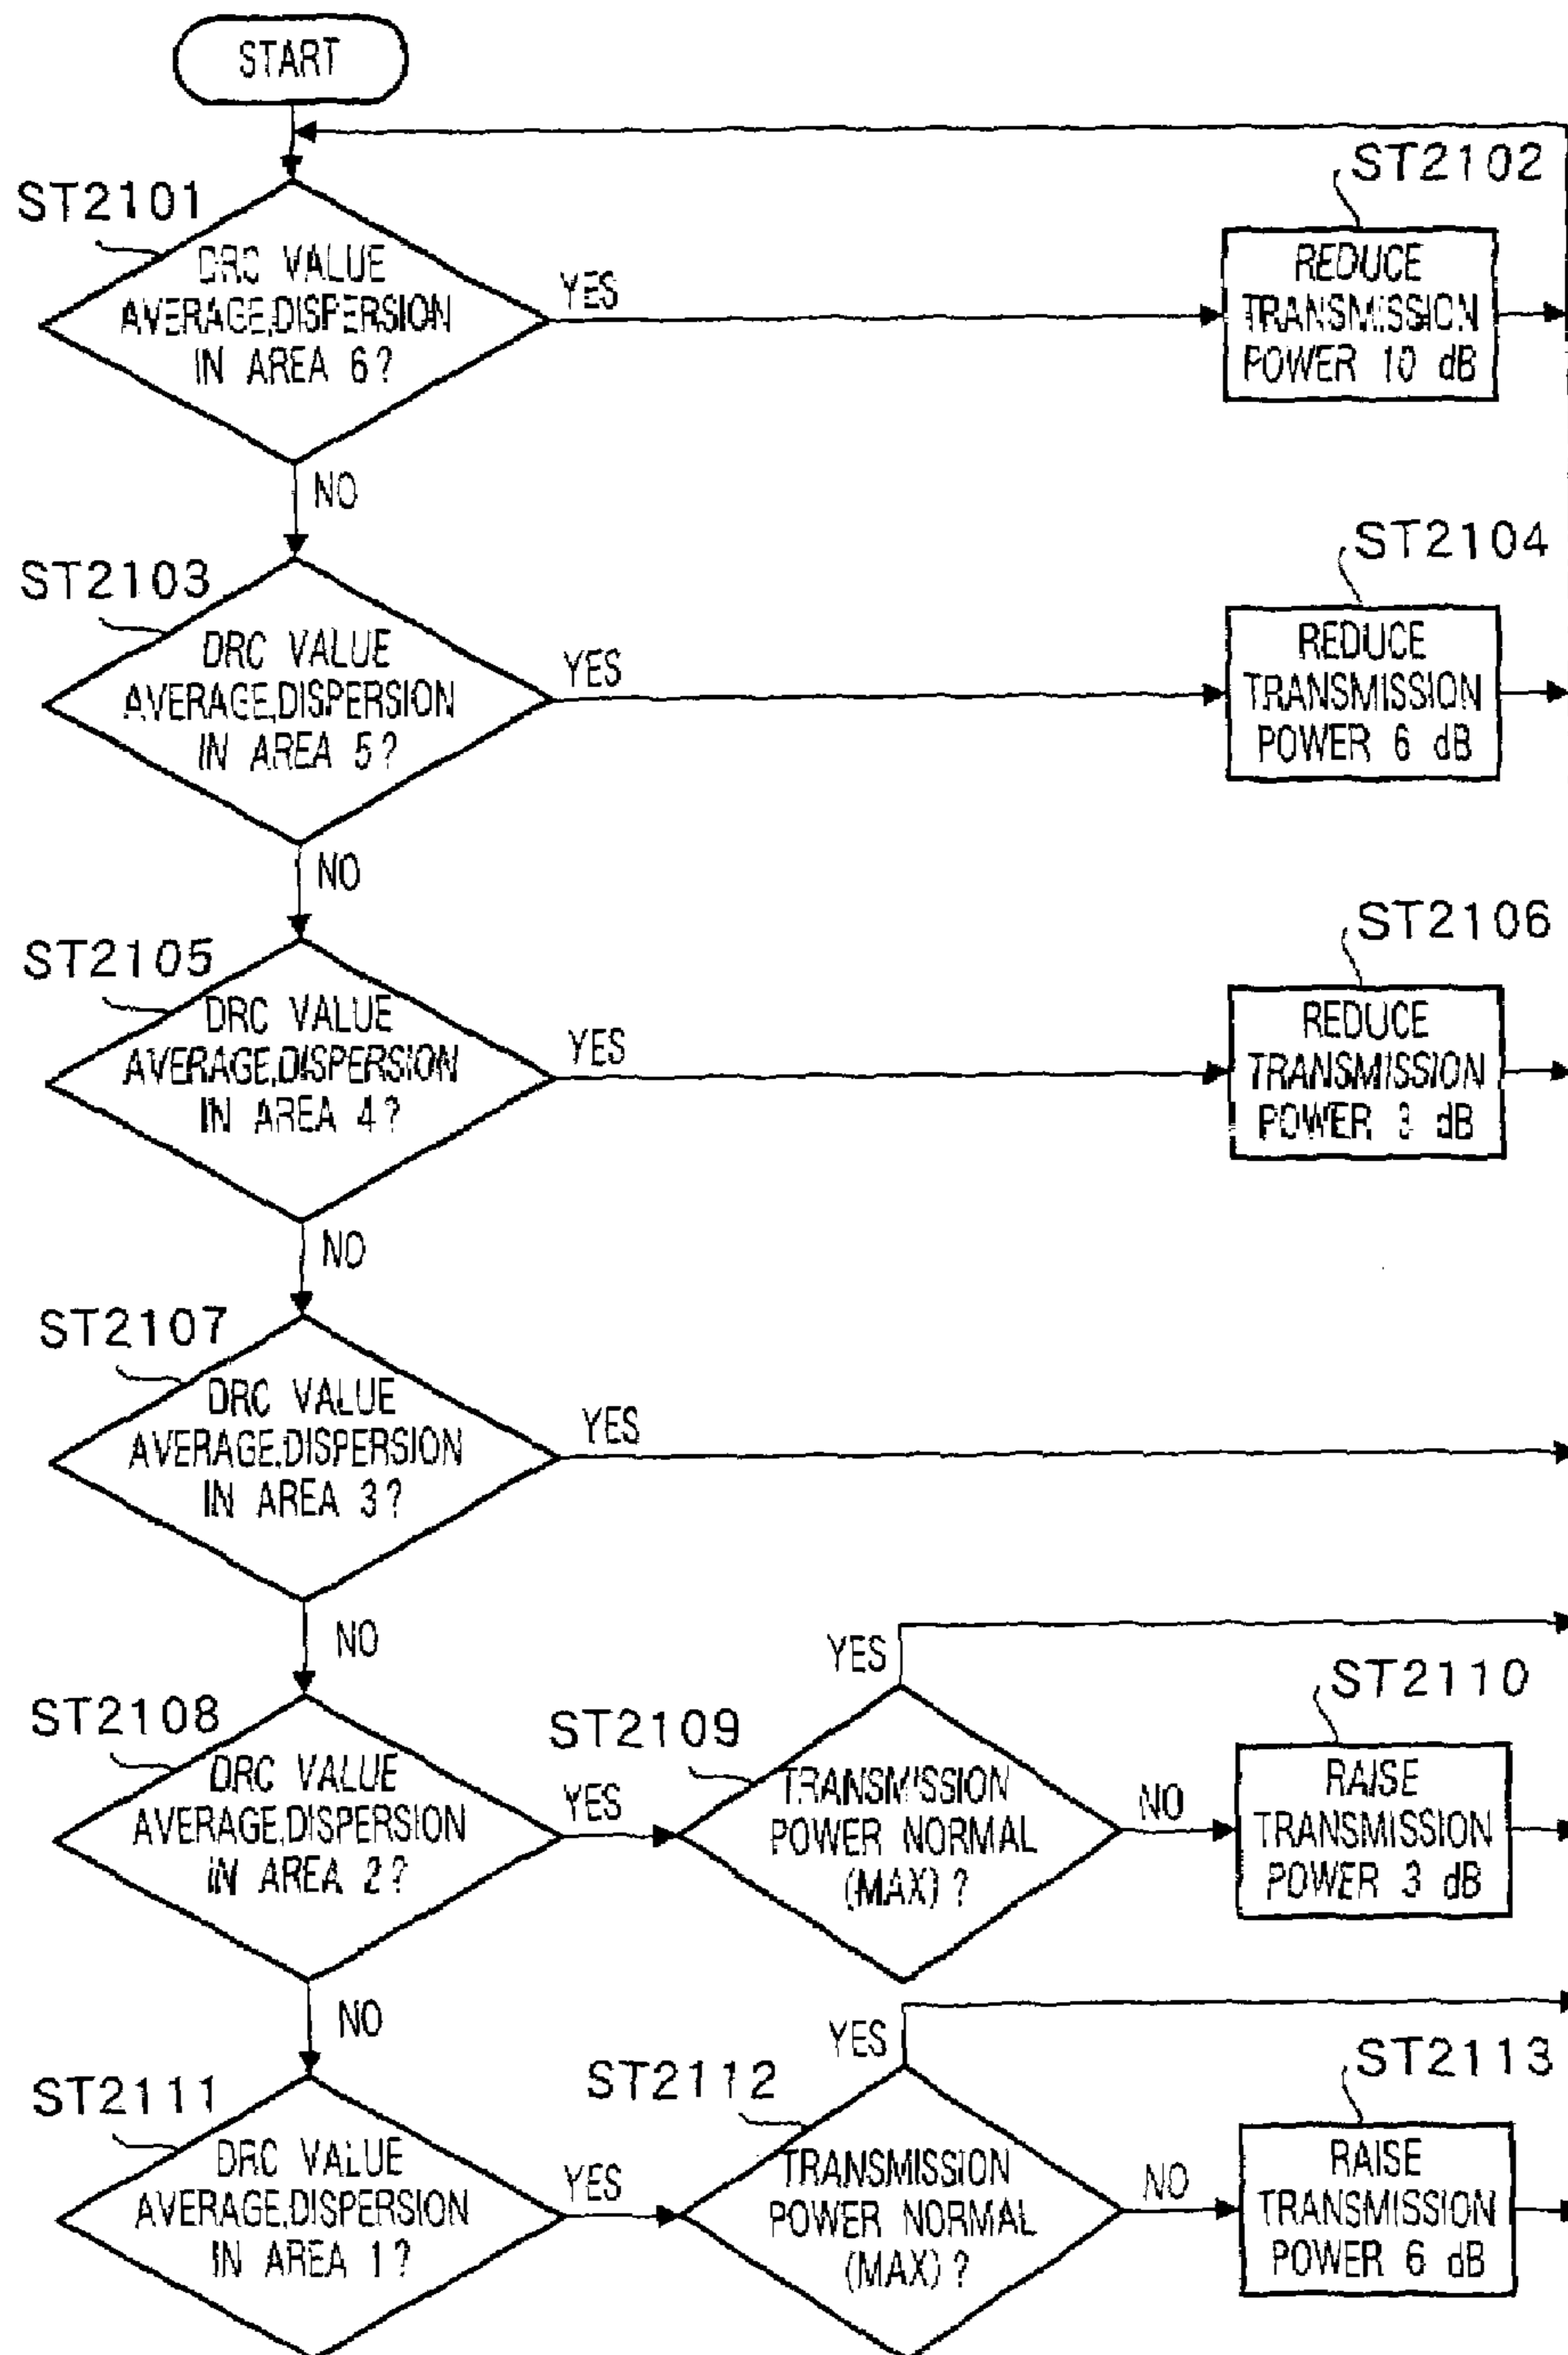 START
ST2101
DRC VALUE
AVERAGE,DISPERSION
IN AREA 6?
YES
ST2102
REDUCE
TRANSMISSION
POWER 10 dB
NO
ST2103
DRC VALUE
AVERAGE,DISPERSION
IN AREA 5?
YES
ST2104
REDUCE
TRANSMISSION
POWER 6 dB
NO
ST2105
DRC VALUE
AVERAGE,DISPERSION
IN AREA 4?
YES
ST2106
REDUCE
TRANSMISSION
POWER 3 dB
NO
ST2107
DRC VALUE
AVERAGE,DISPERSION
IN AREA 3?
YES
NO
ST2108
DRC VALUE
AVERAGE,DISPERSION
IN AREA 2?
YES
ST2109
TRANSMISSION
POWER NORMAL
(MAX)?
YES
NO
ST2110
RAISE
TRANSMISSION
POWER 3 dB
NO
ST2111
DRC VALUE
AVERAGE,DISPERSION
IN AREA 1?
YES
ST2112
TRANSMISSION
POWER NORMAL
(MAX)?
YES
NO
ST2113
RAISE
TRANSMISSION
POWER 6 dB